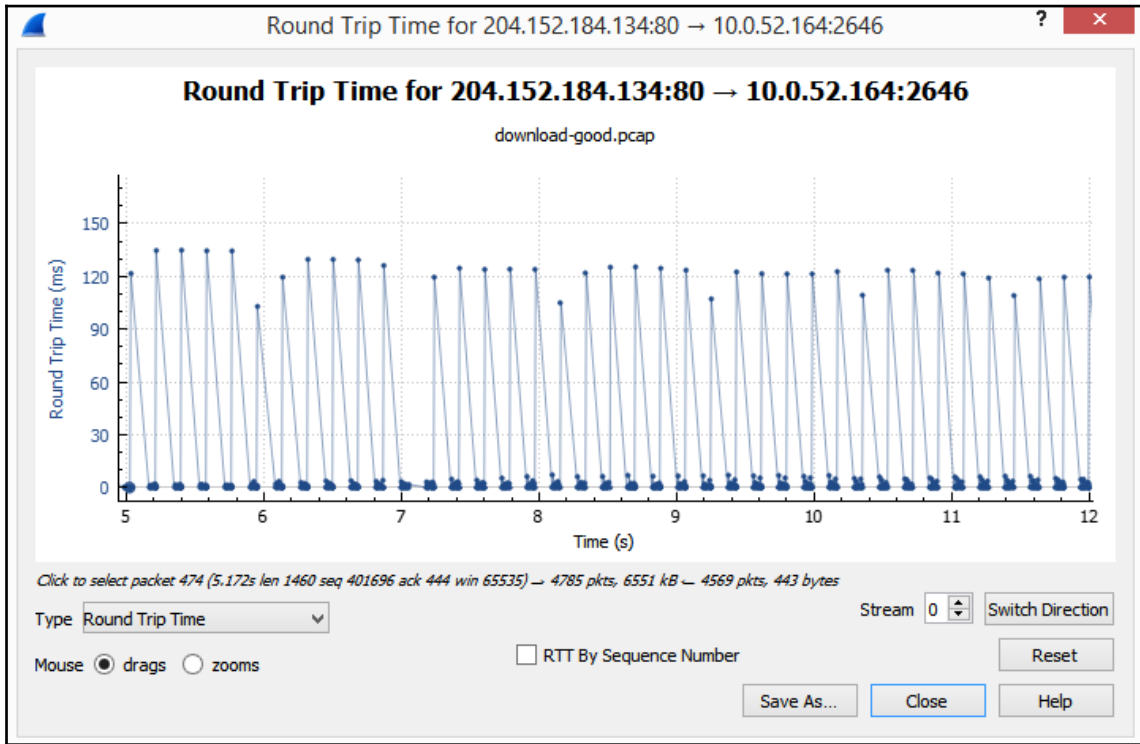 Round Trip Time for 204.152.184.134:80 → 10.0.52.164:2646
?
×
Round Trip Time for 204.152.184.134:80 → 10.0.52.164:2646
download-good.pcap
Round Trip Time (ms)
150
120
90
60
30
0
5 6 7 8 9 10 11 12
Time (s)
Click to select packet 474 (5.172s len 1460 seq 401696 ack 444 win 65535) → 4785 pkts, 6551 kB ← 4569 pkts, 443 bytes
Type Round Trip Time
Stream 0 Switch Direction
Mouse drags zooms
RTT By Sequence Number
Reset
Save As... Close Help